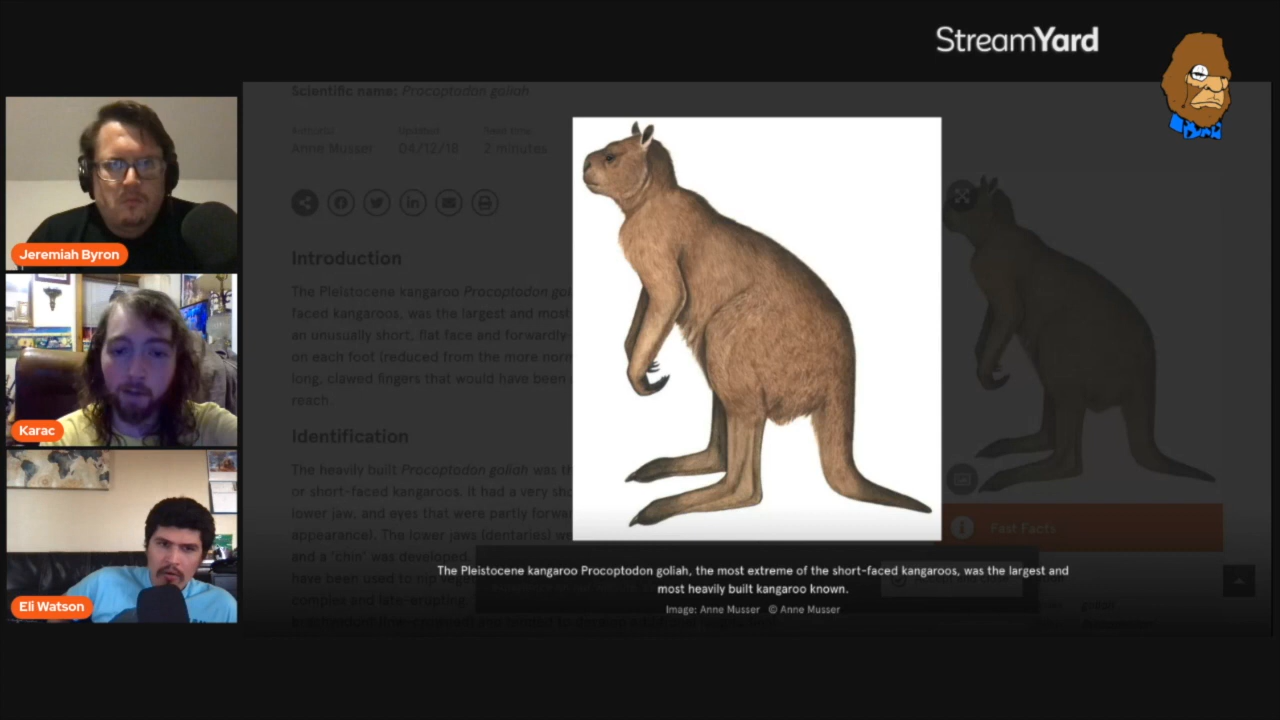 StreamYard
Scientific name: Procoptodon goliah
Author(s) Updated Read time
Anne Musser 04/12/18 2 minutes
Introduction
The Pleistocene kangaroo Procoptodon gol
faced kangaroos, was the largest and most
an unusually short, flat face and forwardly-
on each foot (reduced from the more norm
long, clawed fingers that would have been
reach.
Identification
The heavily built Procoptodon goliah was th
or short-faced kangaroos. It had a very sho
lower jaw, and eyes that were partly forwar
appearance). The lower jaws (dentaries) we
and a 'chin' was developed.
have been used to nip vege
complex and late-erupting.
Fast Facts
The Pleistocene kangaroo Procoptodon goliah, the most extreme of the short-faced kangaroos, was the largest and
most heavily built kangaroo known.
Image: Anne Musser © Anne Musser
Jeremiah Byron
Karac
Eli Watson